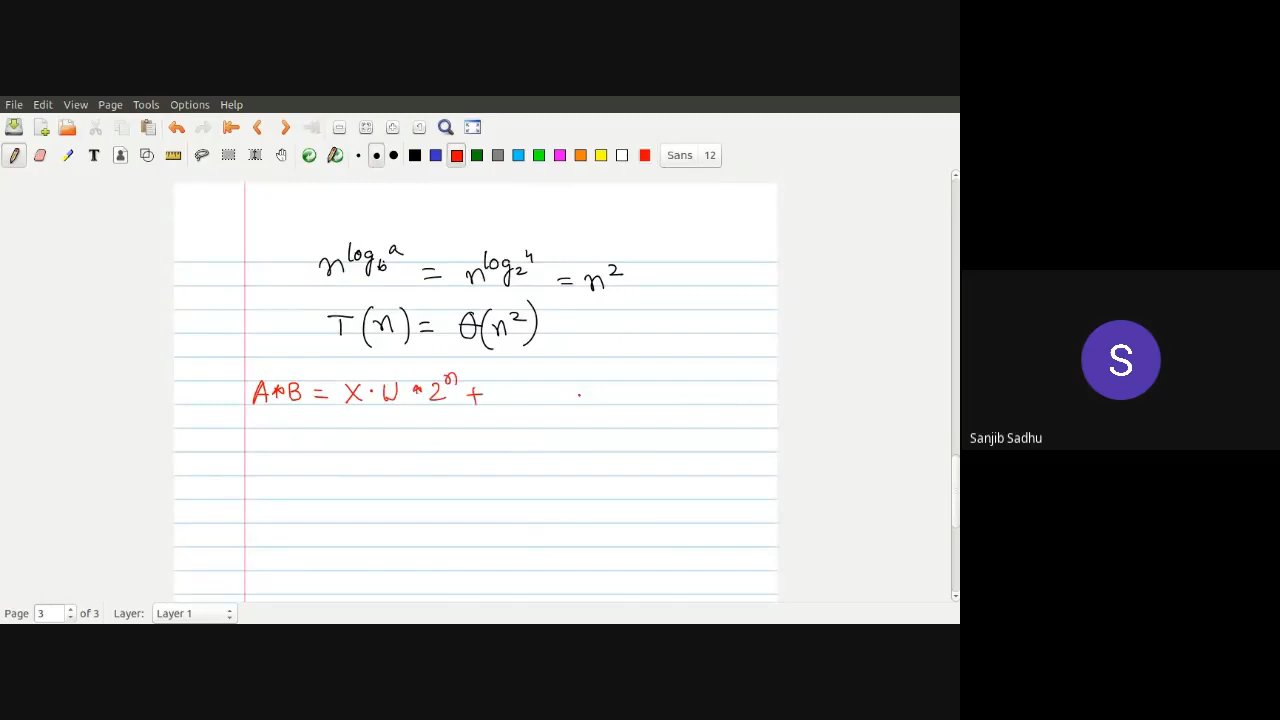 File Edit View Page Tools Options Help
Sans 12
n^{log_b a} = n^{log_2 4} = n^2
T(n) = θ(n^2)
A*B = X·W * 2^n +
S
Sanjib Sadhu
Page 3 of 3 Layer: Layer 1